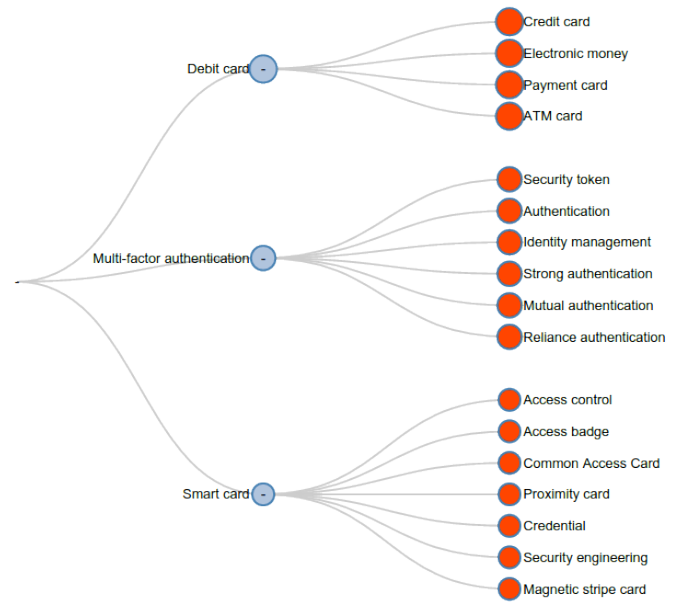 Debit card -
Credit card
Electronic money
Payment card
ATM card
Multi-factor authentication -
Security token
Authentication
Identity management
Strong authentication
Mutual authentication
Reliance authentication
-
Smart card -
Access control
Access badge
Common Access Card
Proximity card
Credential
Security engineering
Magnetic stripe card